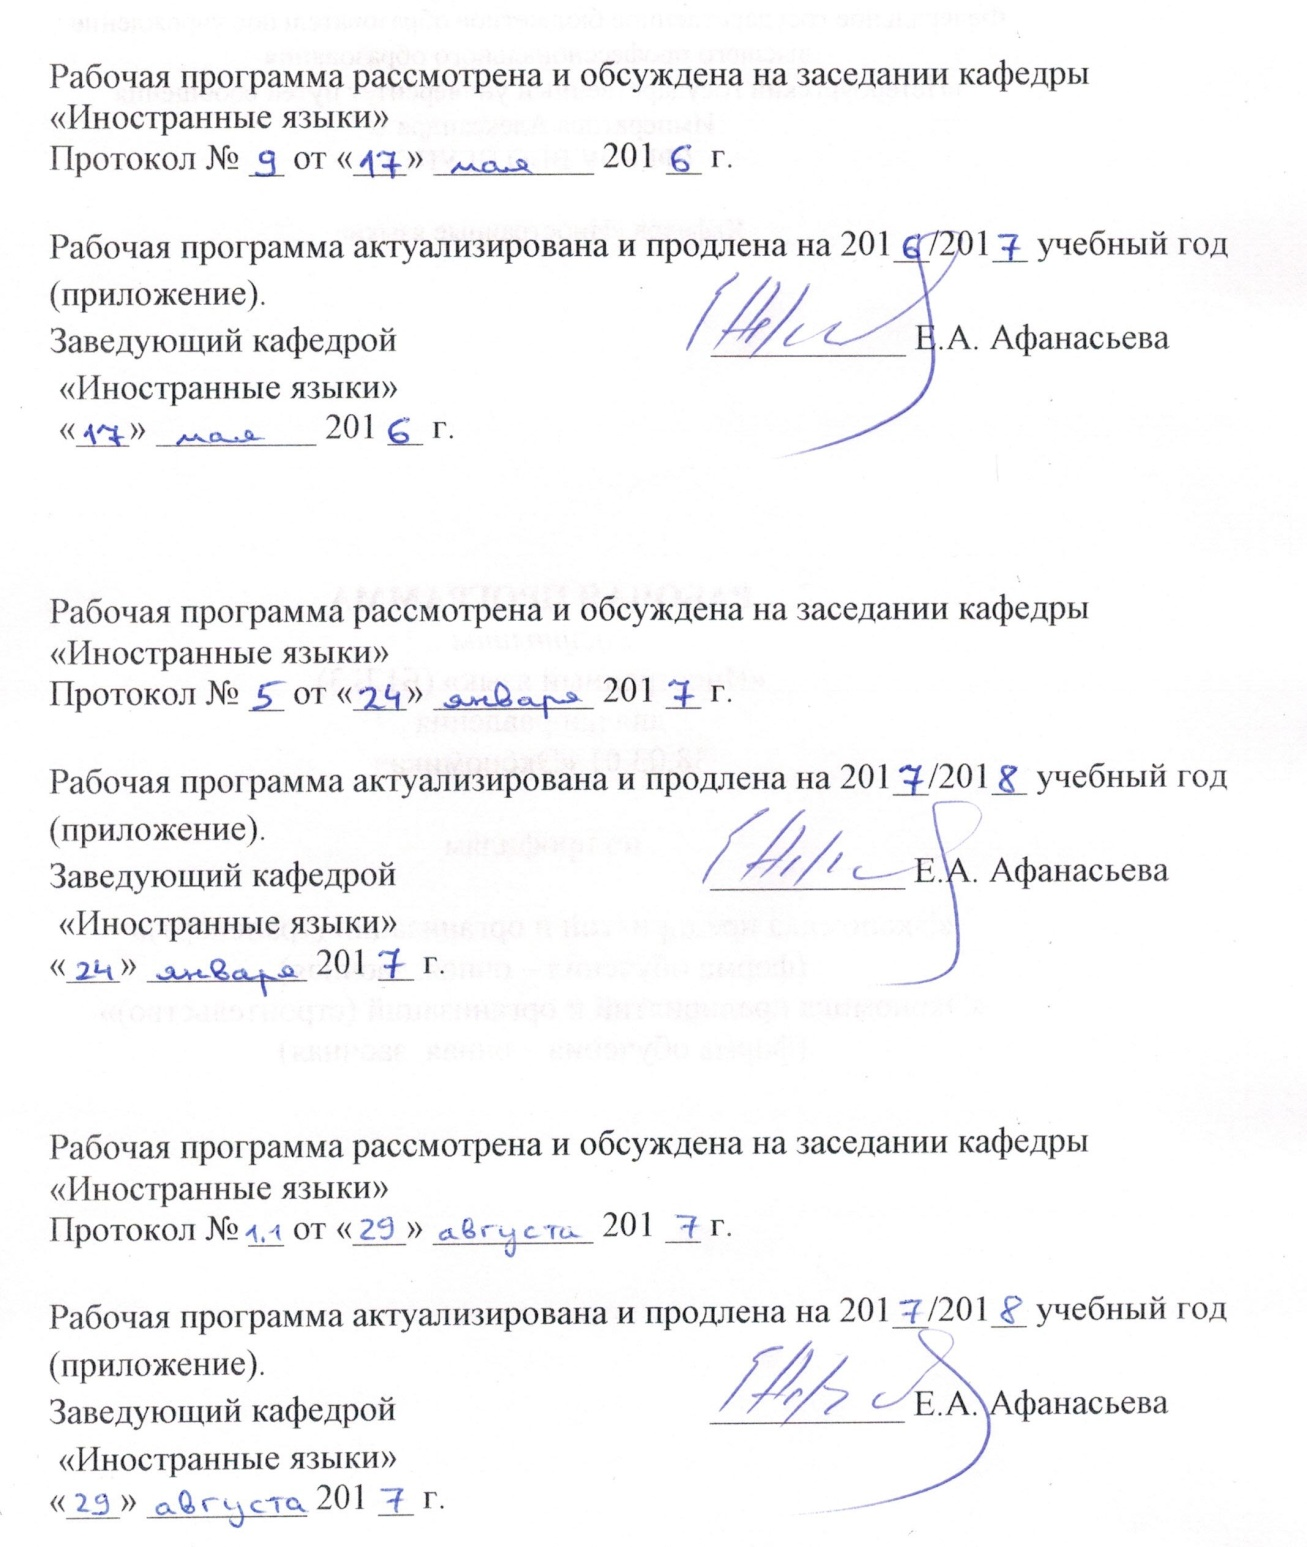 Рабочая программа рассмотрена и обсуждена на заседании кафедры
«Иностранные языки»
Протокол № 9 от «17» мая 2016 г.
Рабочая программа актуализирована и продлена на 2016/2017 учебный год
(приложение).
Заведующий кафедрой Е.А. Афанасьева
«Иностранные языки»
«17» мая 2016 г.
Рабочая программа рассмотрена и обсуждена на заседании кафедры
«Иностранные языки»
Протокол № 5 от «24» января 2017 г.
Рабочая программа актуализирована и продлена на 2017/2018 учебный год
(приложение).
Заведующий кафедрой Е.А. Афанасьева
«Иностранные языки»
«24» января 2017 г.
Рабочая программа рассмотрена и обсуждена на заседании кафедры
«Иностранные языки»
Протокол № 1.1 от «29» августа 2017 г.
Рабочая программа актуализирована и продлена на 2017/2018 учебный год
(приложение).
Заведующий кафедрой Е.А. Афанасьева
«Иностранные языки»
«29» августа 2017 г.